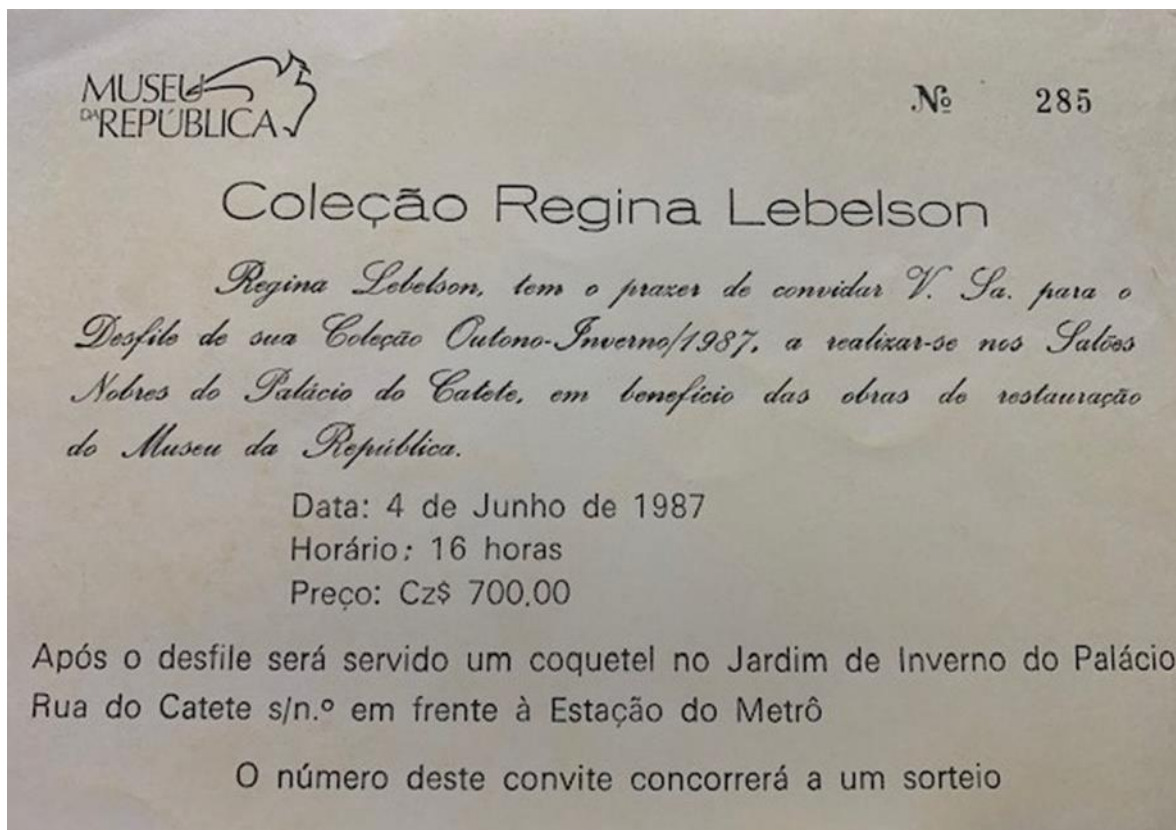 MUSEU
DA REPÚBLICA
Nº 285
Coleção Regina Lebelson
Regina Lebelson, tem o prazer de convidar V. Sa. para o
Desfile de sua Coleção Outono-Inverno/1987, a realizar-se nos Salões
Nobres do Palácio do Catete, em benefício das obras de restauração
do Museu da República.
Data: 4 de Junho de 1987
Horário: 16 horas
Preço: Cz$ 700,00
Após o desfile será servido um coquetel no Jardim de Inverno do Palácio
Rua do Catete s/n.º em frente à Estação do Metrô
O número deste convite concorrerá a um sorteio